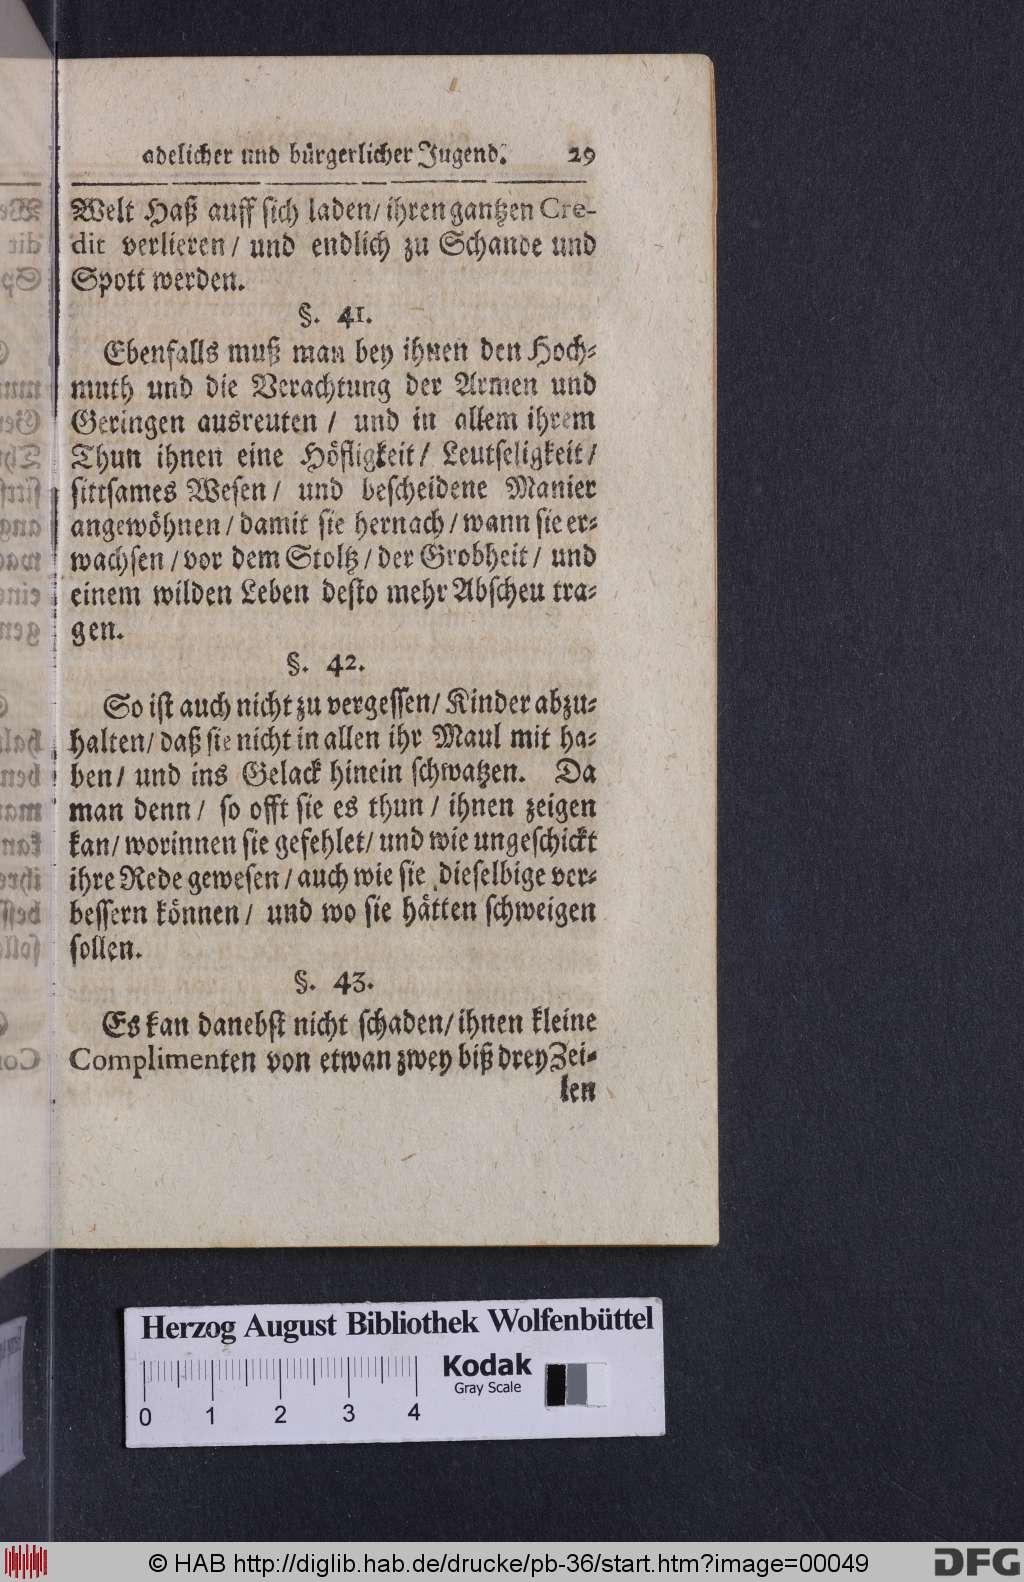 adelicher und bürgerlicher Jugend. 29
Welt Haß auff sich laden/ ihren gantzen Cre-
dit verlieren/ und endlich zu Schande und
Spott werden.
§. 41.
Ebenfalls muß man bey ihnen den Hoch-
muth und die Verachtung der Armen und
Geringen ausreuten / und in allem ihrem
Thun ihnen eine Höfligkeit/ Leutseligkeit/
sittsames Wesen/ und bescheidene Manier
angewöhnen/ damit sie hernach/ wann sie er-
wachsen/ vor dem Stoltz/ der Grobheit/ und
einem wilden Leben desto mehr Abscheu tra-
gen.
§. 42.
So ist auch nicht zu vergessen/ Kinder abzu-
halten/ daß sie nicht in allen ihr Maul mit ha-
ben/ und ins Gelack hinein schwatzen. Da
man denn/ so offt sie es thun/ ihnen zeigen
kan/ worinnen sie gefehlet/ und wie ungeschickt
ihre Rede gewesen/ auch wie sie dieselbige ver-
bessern können/ und wo sie hätten schweigen
sollen.
§. 43.
Es kan danebst nicht schaden/ ihnen kleine
Complimenten von etwan zwey biß drey Zei-
len
Herzog August Bibliothek Wolfenbüttel
Kodak
Gray Scale
0 1 2 3 4
© HAB http://diglib.hab.de/drucke/pb-36/start.htm?image=00049
DFG